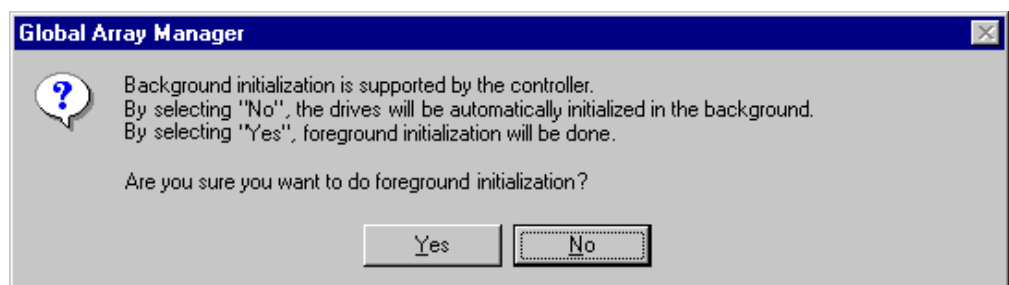 Global Array Manager
Background initialization is supported by the controller.
By selecting "No", the drives will be automatically initialized in the background.
By selecting "Yes", foreground initialization will be done.
Are you sure you want to do foreground initialization?
Yes
No